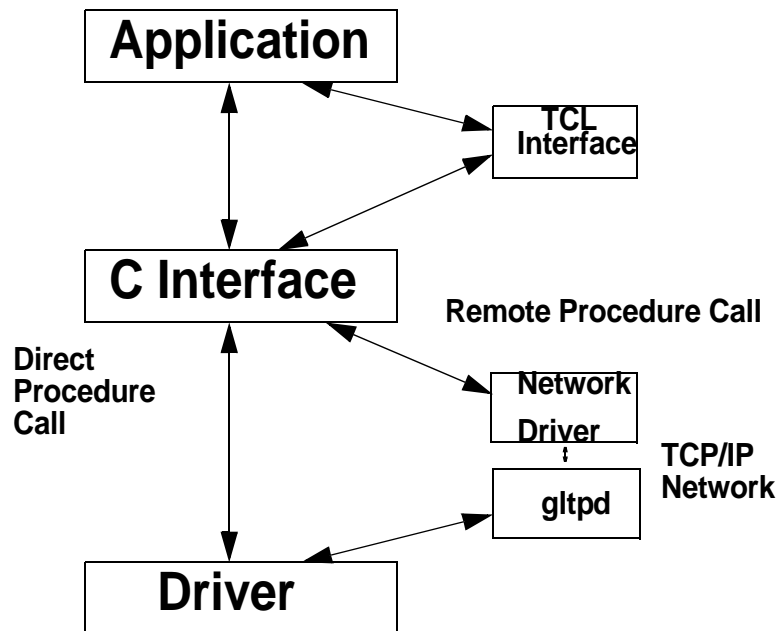 Application
TCL
Interface
C Interface
Remote Procedure Call
Direct
Procedure
Call
Network
Driver
TCP/IP
Network
gltpd
Driver